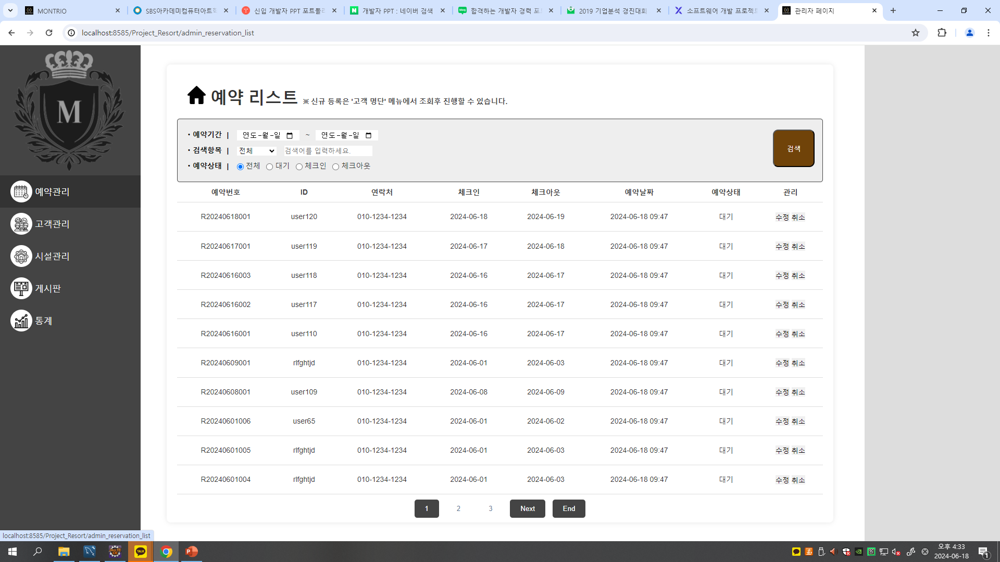 MONTRIO
SBS아카데미컴퓨터아트학
신입 개발자 PPT 포트폴리
개발자 PPT : 네이버 검색
합격하는 개발자 경력 포트
2019 기업분석 경진대회
소프트웨어 개발 프로젝트
관리자 페이지
localhost:8585/Project_Resort/admin_reservation_list
M
예약관리
고객관리
시설관리
게시판
통계
예약 리스트 ※ 신규 등록은 '고객 명단' 메뉴에서 조회후 진행할 수 있습니다.
• 예약기간 | 연도-월-일 ~ 연도-월-일
• 검색항목 | 전체 검색어를 입력하세요.
• 예약상태 | 전체 대기 체크인 체크아웃
검색
예약번호 ID 연락처 체크인 체크아웃 예약날짜 예약상태 관리
R20240618001 user120 010-1234-1234 2024-06-18 2024-06-19 2024-06-18 09:47 대기 수정 취소
R20240617001 user119 010-1234-1234 2024-06-17 2024-06-18 2024-06-18 09:47 대기 수정 취소
R20240616003 user118 010-1234-1234 2024-06-16 2024-06-17 2024-06-18 09:47 대기 수정 취소
R20240616002 user117 010-1234-1234 2024-06-16 2024-06-17 2024-06-18 09:47 대기 수정 취소
R20240616001 user110 010-1234-1234 2024-06-16 2024-06-17 2024-06-18 09:47 대기 수정 취소
R20240609001 rlfghtjd 010-1234-1234 2024-06-01 2024-06-03 2024-06-18 09:47 대기 수정 취소
R20240608001 user109 010-1234-1234 2024-06-08 2024-06-09 2024-06-18 09:47 대기 수정 취소
R20240601006 user65 010-1234-1234 2024-06-01 2024-06-02 2024-06-18 09:47 대기 수정 취소
R20240601005 rlfghtjd 010-1234-1234 2024-06-01 2024-06-03 2024-06-18 09:47 대기 수정 취소
R20240601004 rlfghtjd 010-1234-1234 2024-06-01 2024-06-03 2024-06-18 09:47 대기 수정 취소
1 2 3 Next End
localhost:8585/Project_Resort/admin_reservation_list
TALK
오후 4:33
2024-06-18
1